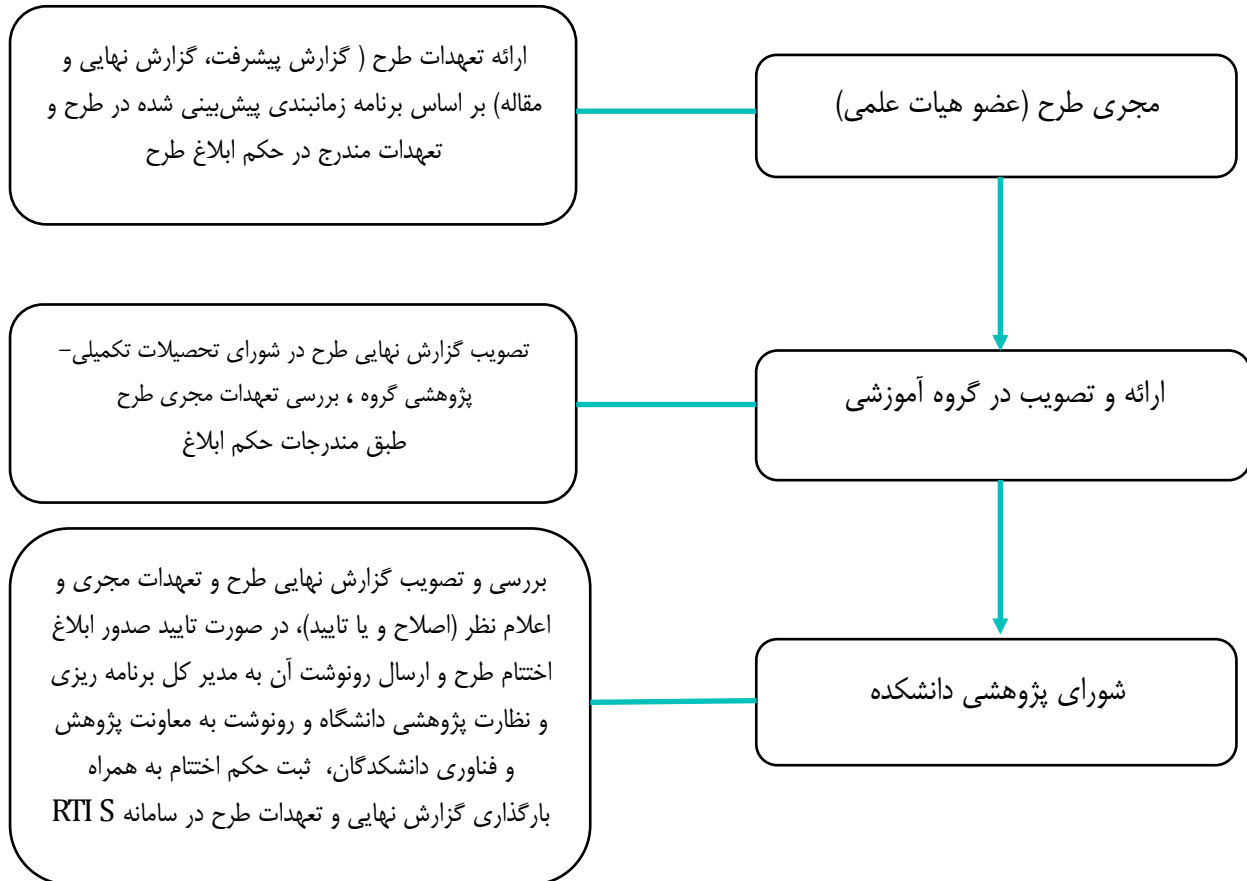 مجری طرح (عضو هیات علمی)
ارائه تعهدات طرح ( گزارش پیشرفت، گزارش نهایی و
مقاله) بر اساس برنامه زمانبندی پیش‌بینی شده در طرح و
تعهدات مندرج در حکم ابلاغ طرح
ارائه و تصویب در گروه آموزشی
تصویب گزارش نهایی طرح در شورای تحصیلات تکمیلی–
پژوهشی گروه ، بررسی تعهدات مجری طرح
طبق مندرجات حکم ابلاغ
شورای پژوهشی دانشکده
بررسی و تصویب گزارش نهایی طرح و تعهدات مجری و
اعلام نظر (اصلاح و یا تایید)، در صورت تایید صدور ابلاغ
اختتام طرح و ارسال رونوشت آن به مدیر کل برنامه ریزی
و نظارت پژوهشی دانشگاه و رونوشت به معاونت پژوهش
و فناوری دانشکدگان، ثبت حکم اختتام به همراه
بارگذاری گزارش نهایی و تعهدات طرح در سامانه RTI S